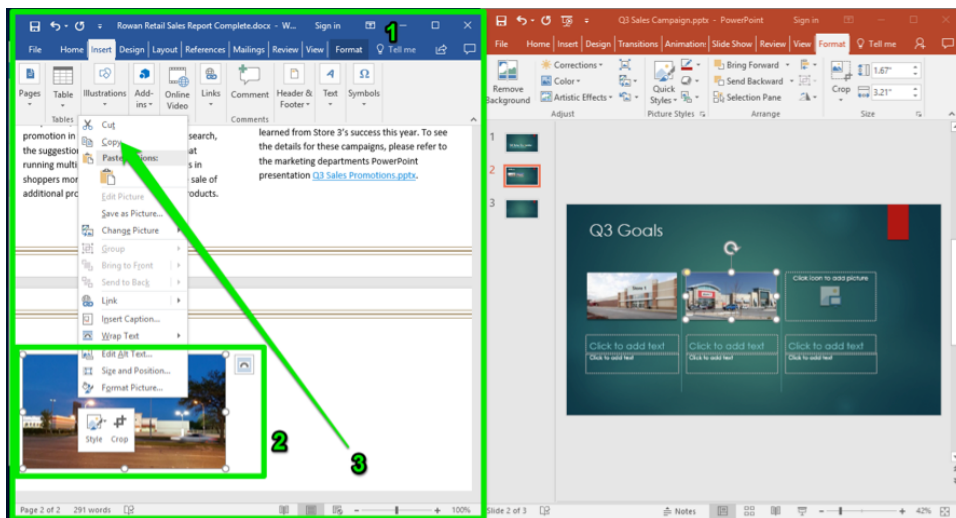 Rowan Retail Sales Report Complete.docx - W... Sign in
1
File Home Insert Design Layout References Mailings Review View Format Tell me
Pages Table Illustrations Add-ins Online Video Links Comment Header & Footer Text Symbols
Tables Comments
promotion in search,
the suggestion at
running multi s in
shoppers mor sale of
additional pro roducts.
learned from Store 3's success this year. To see
the details for these campaigns, please refer to
the marketing departments PowerPoint
presentation Q3 Sales Promotions.pptx.
Cut
Copy
Paste Options:
Edit Picture
Save as Picture...
Change Picture
Group
Bring to Front
Send to Back
Link
Insert Caption...
Wrap Text
Edit Alt Text...
Size and Position...
Format Picture...
Style Crop
2
3
Page 2 of 2 291 words 100%
Q3 Sales Campaign.pptx - PowerPoint Sign in
File Home Insert Design Transitions Animation: Slide Show Review View Format Tell me
Remove Background
Corrections
Color
Artistic Effects
Quick Styles
Bring Forward
Send Backward
Selection Pane
Crop
1.67"
3.21"
Adjust Picture Styles Arrange Size
1
2
3
Q3 Goals
Store 1
Click icon to add picture
Click to add text Click to add text Click to add text
Click to add text Click to add text Click to add text
Slide 2 of 3 Notes 42%